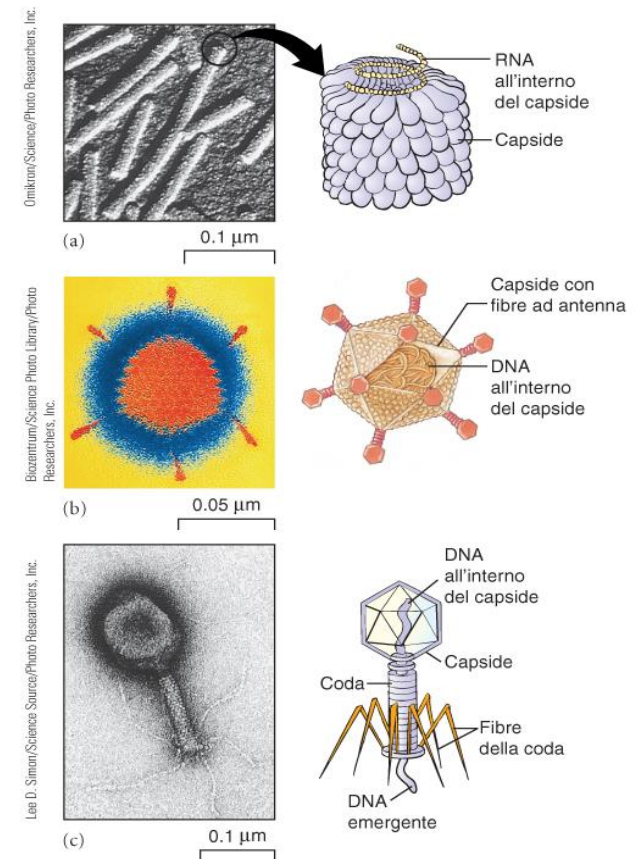 Omikron/Science/Photo Researchers, Inc.
RNA
all'interno
del capside
Capside
(a)
0.1 µm
Biozentrum/Science Photo Library/Photo
Researchers, Inc.
Capside con
fibre ad antenna
DNA
all'interno
del capside
(b)
0.05 µm
Lee D. Simon/Science Source/Photo Researchers, Inc.
DNA
all'interno
del capside
Capside
Coda
Fibre
della coda
DNA
emergente
(c)
0.1 µm